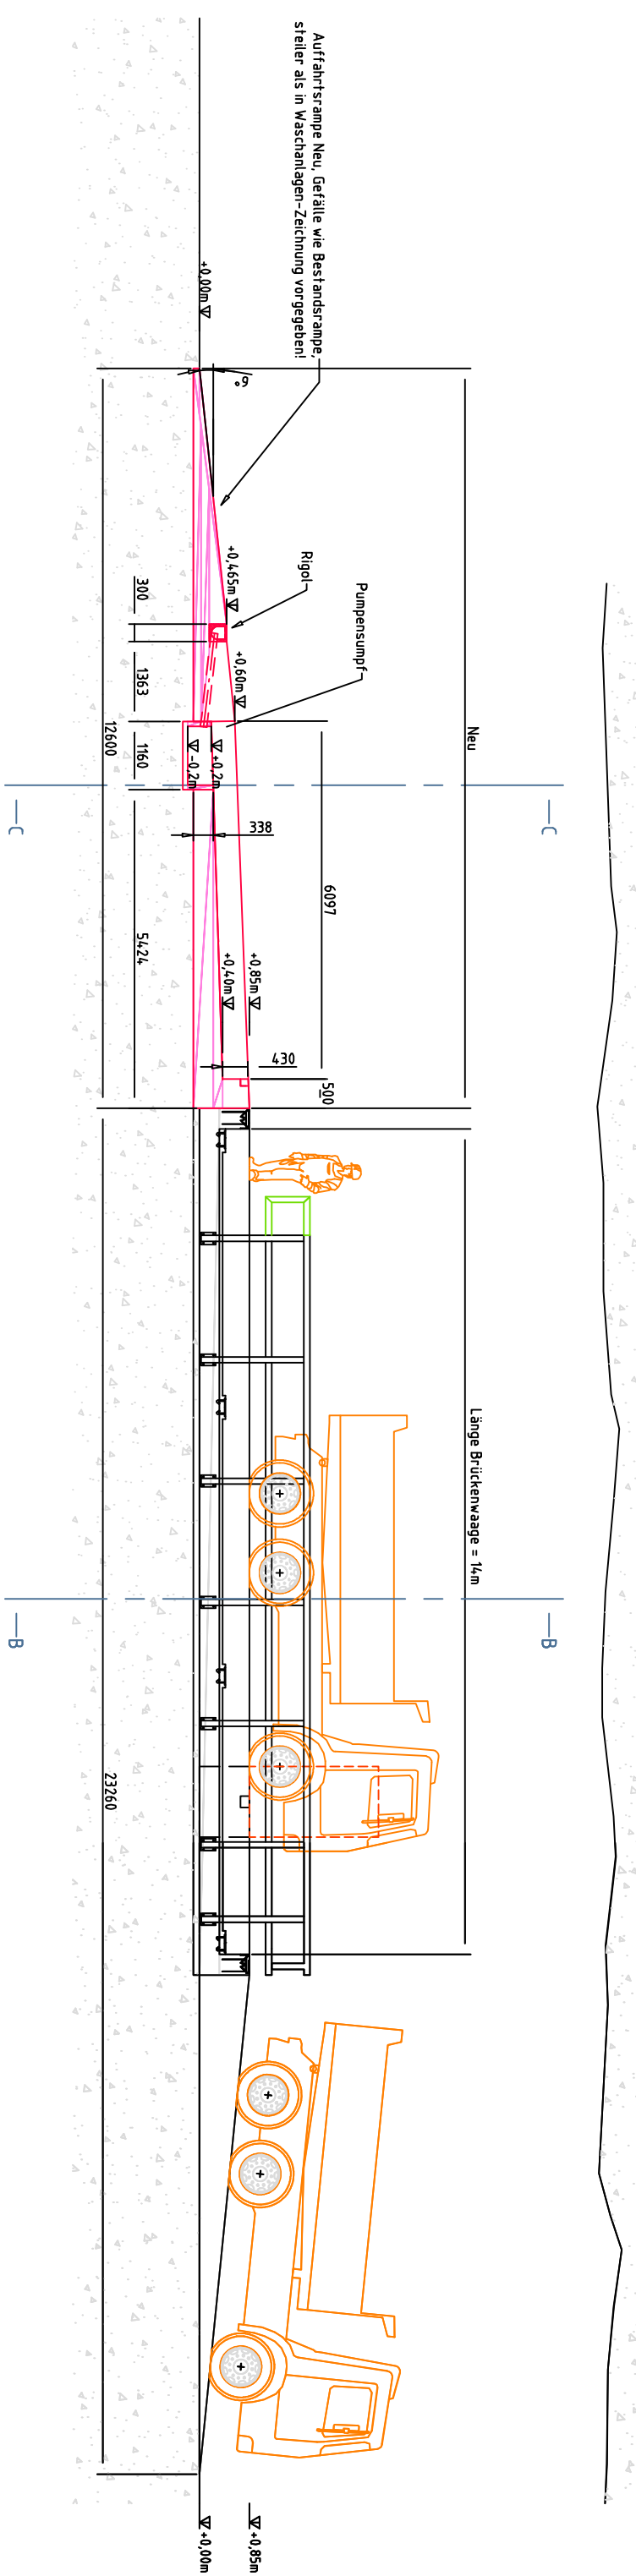 Auffahrtsrampe Neu, Gefälle wie Bestandsrampe,
steiler als in Waschanlagen-Zeichnung vorgegeben!
+0,00m
6°
+0,465m
Rigol
+0,60m
Pumpensumpf
Neu
300
1363
12600
1160
-0,2m
+0,2m
C
C
338
6097
5424
+0,40m
+0,85m
430
500
Länge Brückenwaage = 14m
B
B
23260
+0,85m
+0,00m